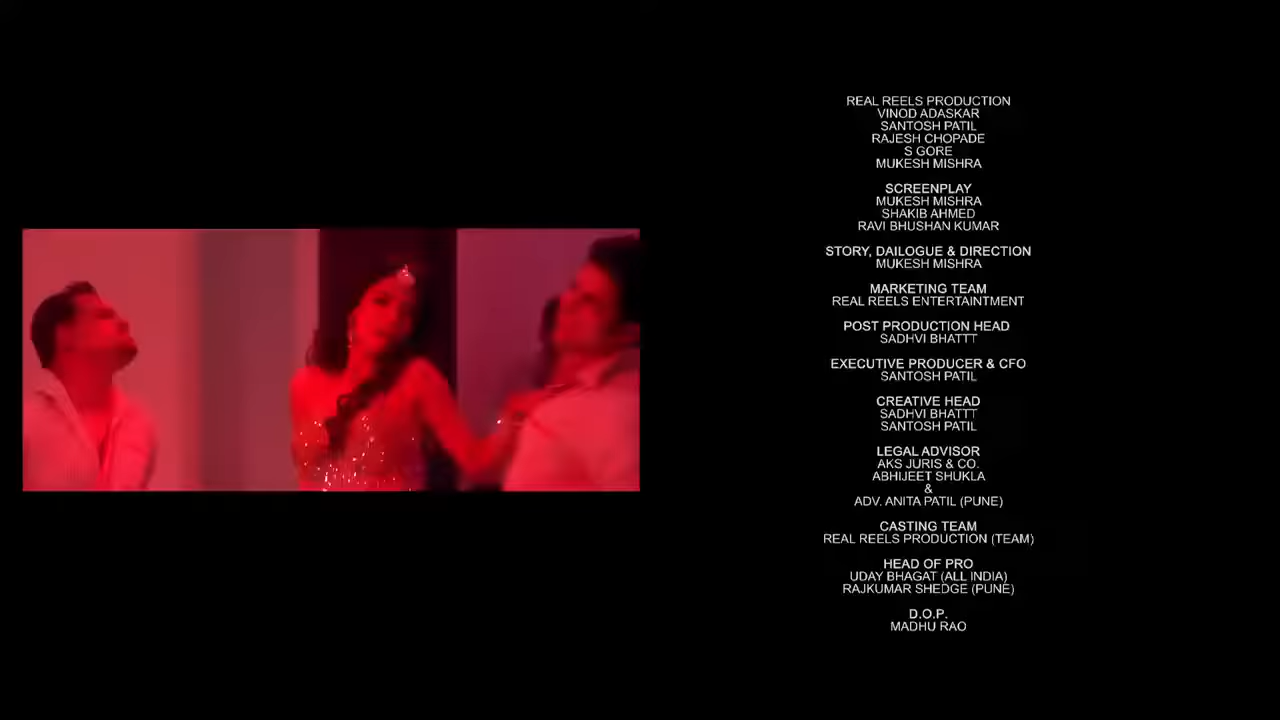 REAL REELS PRODUCTION
VINOD ADASKAR
SANTOSH PATIL
RAJESH CHOPADE
S GORE
MUKESH MISHRA
SCREENPLAY
MUKESH MISHRA
SHAKIB AHMED
RAVI BHUSHAN KUMAR
STORY, DAILOGUE & DIRECTION
MUKESH MISHRA
MARKETING TEAM
REAL REELS ENTERTAINTMENT
POST PRODUCTION HEAD
SADHVI BHATTT
EXECUTIVE PRODUCER & CFO
SANTOSH PATIL
CREATIVE HEAD
SADHVI BHATTT
SANTOSH PATIL
LEGAL ADVISOR
AKS JURIS & CO.
ABHIJEET SHUKLA
&
ADV. ANITA PATIL (PUNE)
CASTING TEAM
REAL REELS PRODUCTION (TEAM)
HEAD OF PRO
UDAY BHAGAT (ALL INDIA)
RAJKUMAR SHEDGE (PUNE)
D.O.P.
MADHU RAO